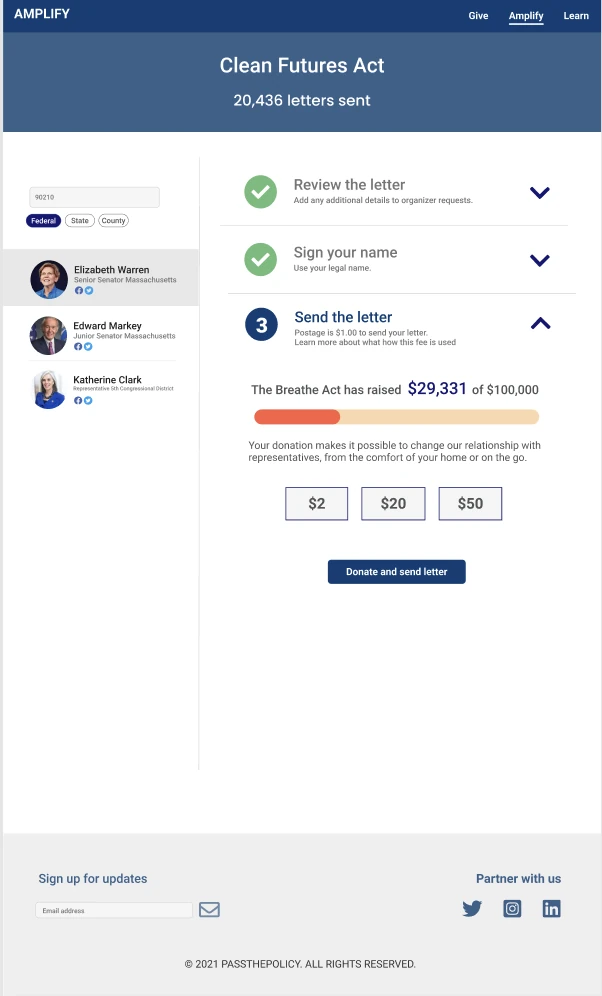 AMPLIFY
Give Amplify Learn
Clean Futures Act
20,436 letters sent
90210
Federal State County
Elizabeth Warren
Senior Senator Massachusetts
Edward Markey
Junior Senator Massachusetts
Katherine Clark
Representative 5th Congressional District
Review the letter
Add any additional details to organizer requests.
Sign your name
Use your legal name.
3
Send the letter
Postage is $1.00 to send your letter.
Learn more about what how this fee is used
The Breathe Act has raised $29,331 of $100,000
Your donation makes it possible to change our relationship with
representatives, from the comfort of your home or on the go.
$2 $20 $50
Donate and send letter
Sign up for updates
Email address
Partner with us
© 2021 PASSTHEPOLICY. ALL RIGHTS RESERVED.